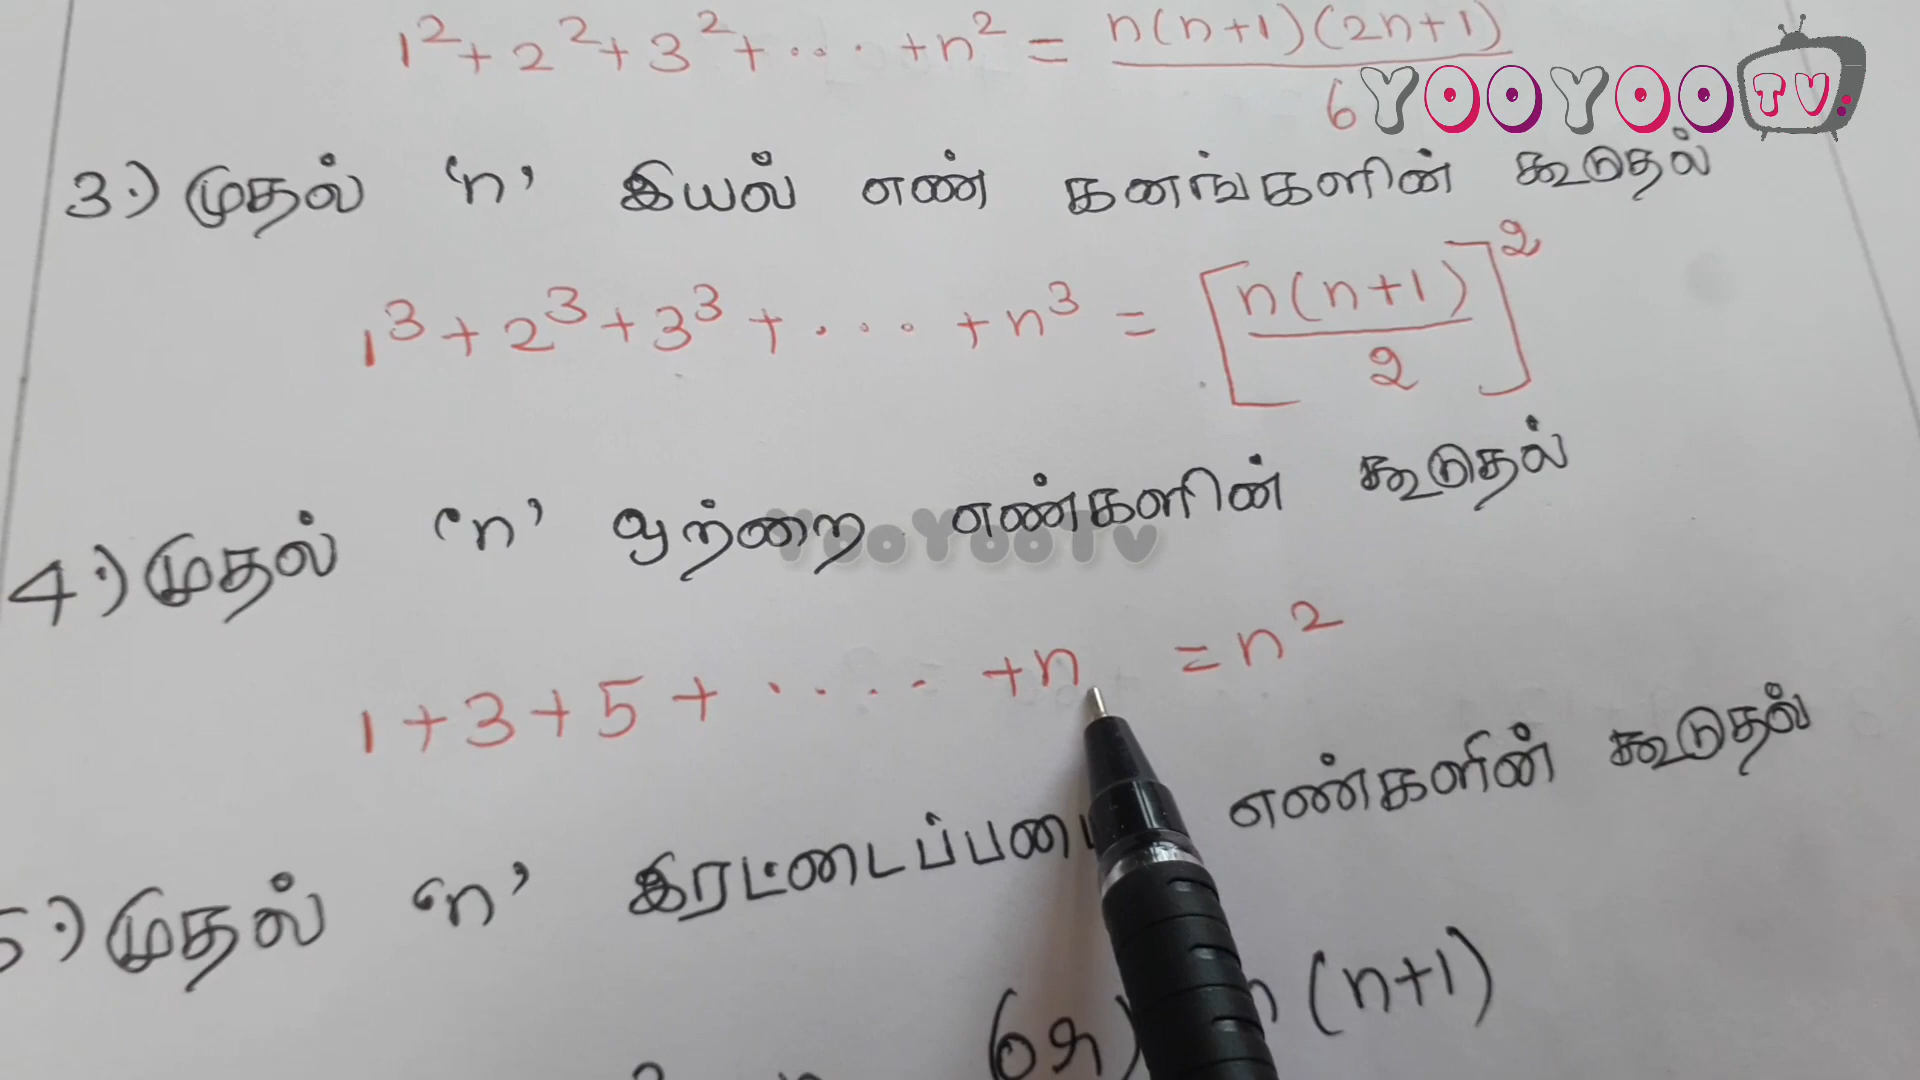 1² + 2² + 3² + ... + n² = n(n+1)(2n+1) / 6
YOOYOO TV
3.) முதல் 'n' இயல் எண் கனங்களின் கூடுதல்
1³ + 2³ + 3³ + .... + n³ = [n(n+1) / 2]²
4.) முதல் 'n' ஒற்றை எண்களின் கூடுதல்
YooYooTv
1 + 3 + 5 + ..... + n = n²
5.) முதல் 'n' எண்களின் கூடுதல்
(n+1)